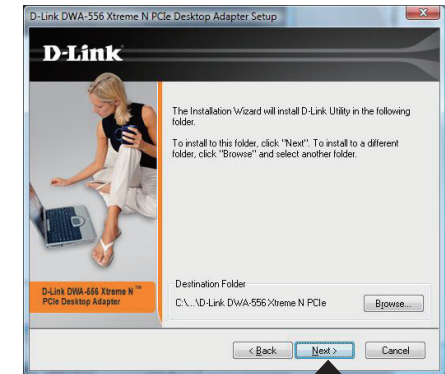 D-Link DWA-556 Xtreme N PCIe Desktop Adapter Setup
D-Link
The Installation Wizard will install D-Link Utility in the following
folder.
To install to this folder, click "Next". To install to a different
folder, click "Browse" and select another folder.
D-Link DWA-556 Xtreme N™
PCIe Desktop Adapter
Destination Folder
C:\...\D-Link DWA-556 Xtreme N PCIe
Browse...
< Back
Next >
Cancel